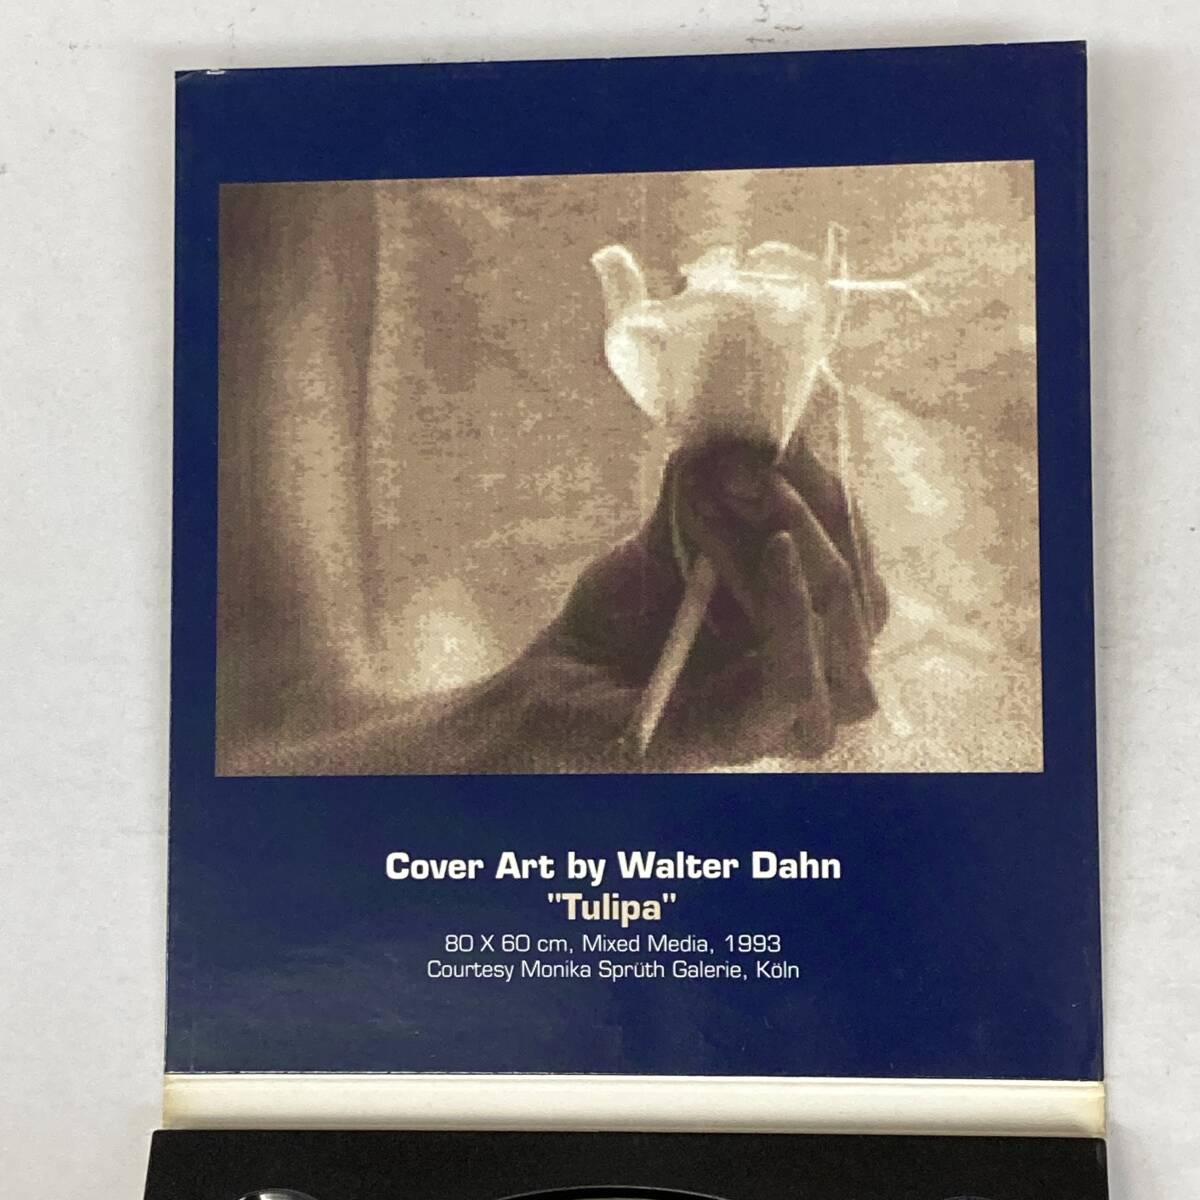 Cover Art by Walter Dahn
"Tulipa"
80 X 60 cm, Mixed Media, 1993
Courtesy Monika Sprüth Galerie, Köln